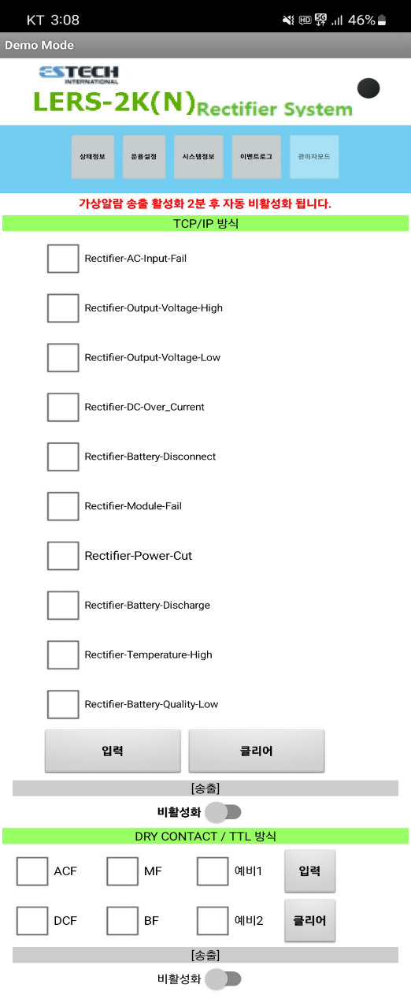 KT 3:08 HD 5G 46%
Demo Mode
ESTECH
INTERNATIONAL
LERS-2K(N) Rectifier System
상태정보 운용설정 시스템정보 이벤트로그 관리자모드
가상알람 송출 활성화 2분 후 자동 비활성화 됩니다.
TCP/IP 방식
Rectifier-AC-Input-Fail
Rectifier-Output-Voltage-High
Rectifier-Output-Voltage-Low
Rectifier-DC-Over_Current
Rectifier-Battery-Disconnect
Rectifier-Module-Fail
Rectifier-Power-Cut
Rectifier-Battery-Discharge
Rectifier-Temperature-High
Rectifier-Battery-Quality-Low
입력 클리어
[송출]
비활성화
DRY CONTACT / TTL 방식
ACF MF 예비1 입력
DCF BF 예비2 클리어
[송출]
비활성화